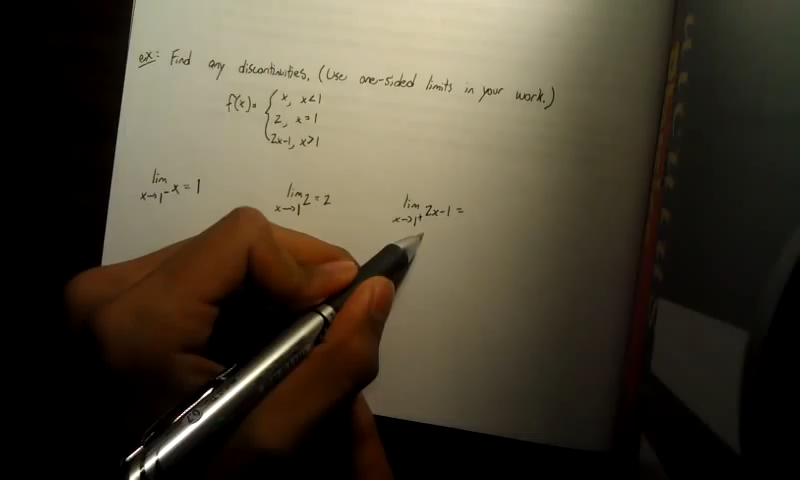 ex: Find any discontinuities. (Use one-sided limits in your work.)
f(x)= { x, x<1
2, x=1
2x-1, x>1
lim x→1⁻ x = 1
lim x→1 2 = 2
lim x→1⁺ 2x-1 =